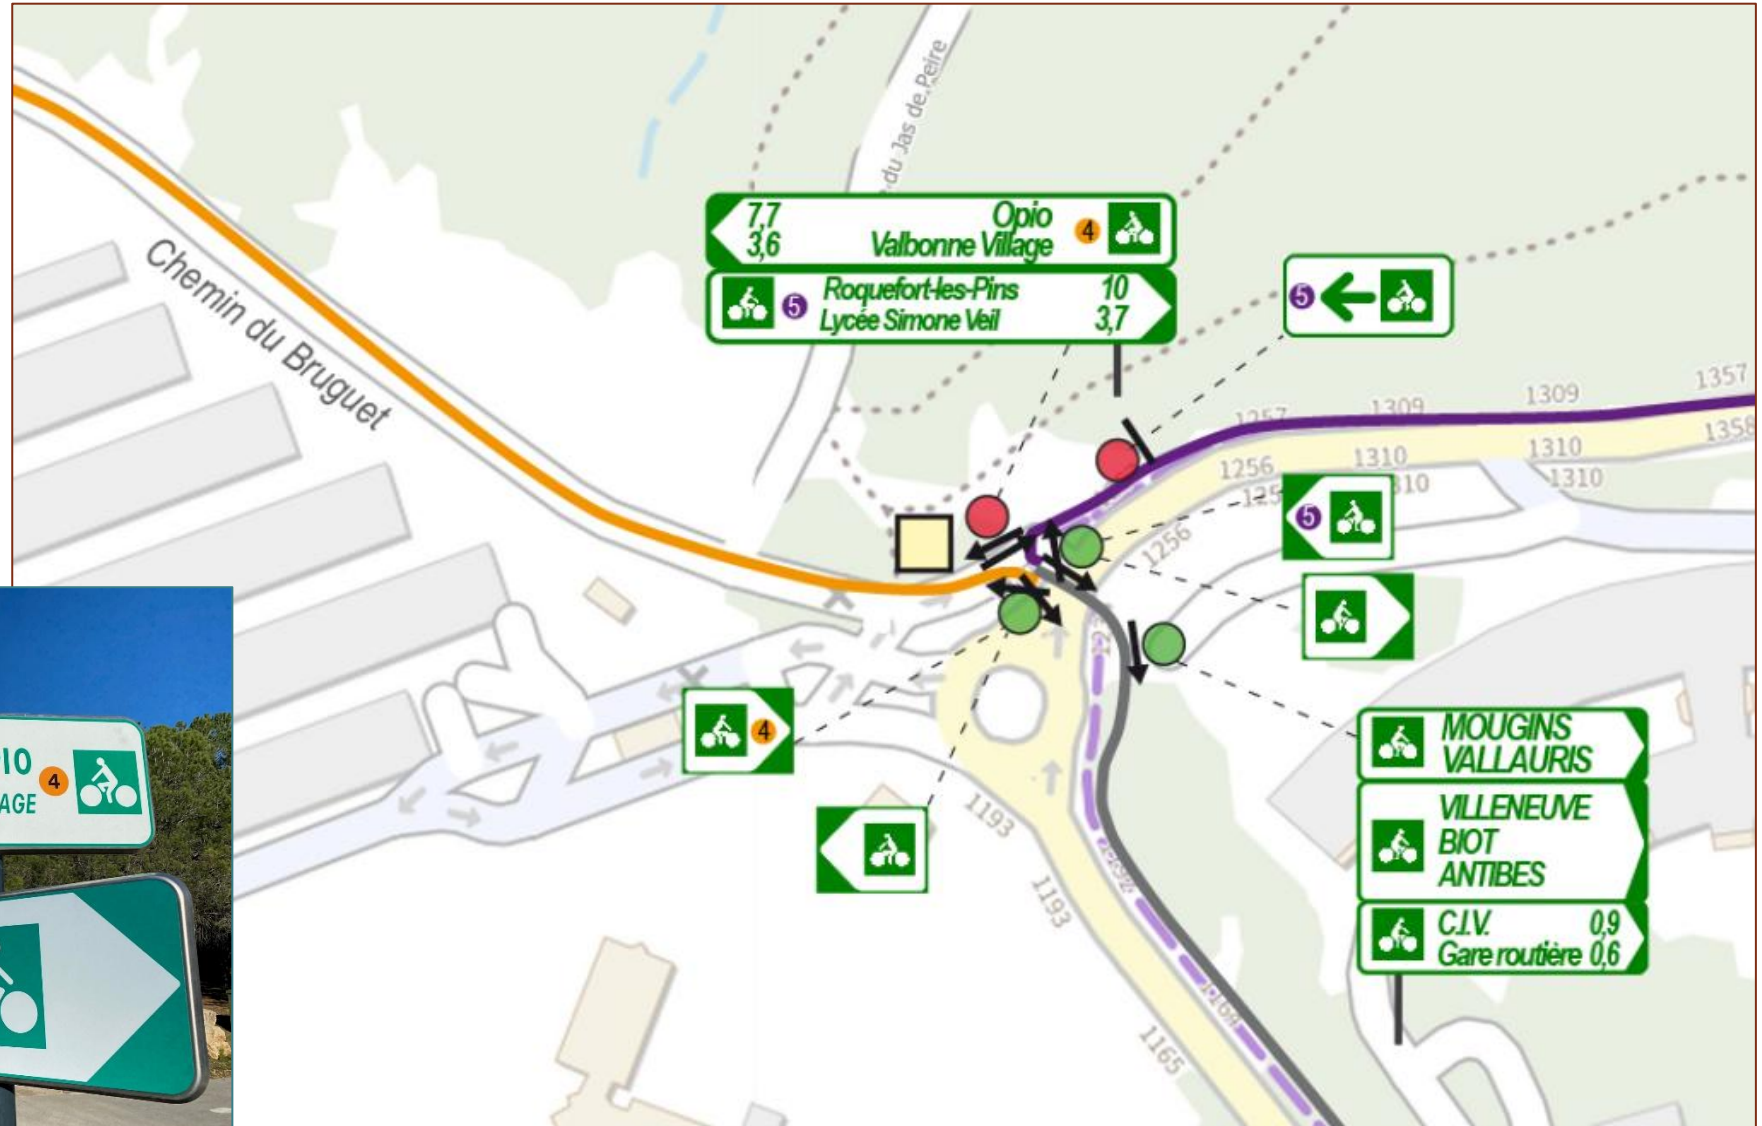 du Jas de Peire
Chemin du Bruguet
7,7 Opio 4
3,6 Valbonne Village
5 Roquefort-les-Pins 10
Lycée Simone Veil 3,7
5
1357
1309
1309
1257
1358
1310
1310
1256
1310
1310
5
1256
4
1193
1193
1165
MOUGINS
VALLAURIS
VILLENEUVE
BIOT
ANTIBES
C.I.V. 0,9
Gare routière 0,6
4